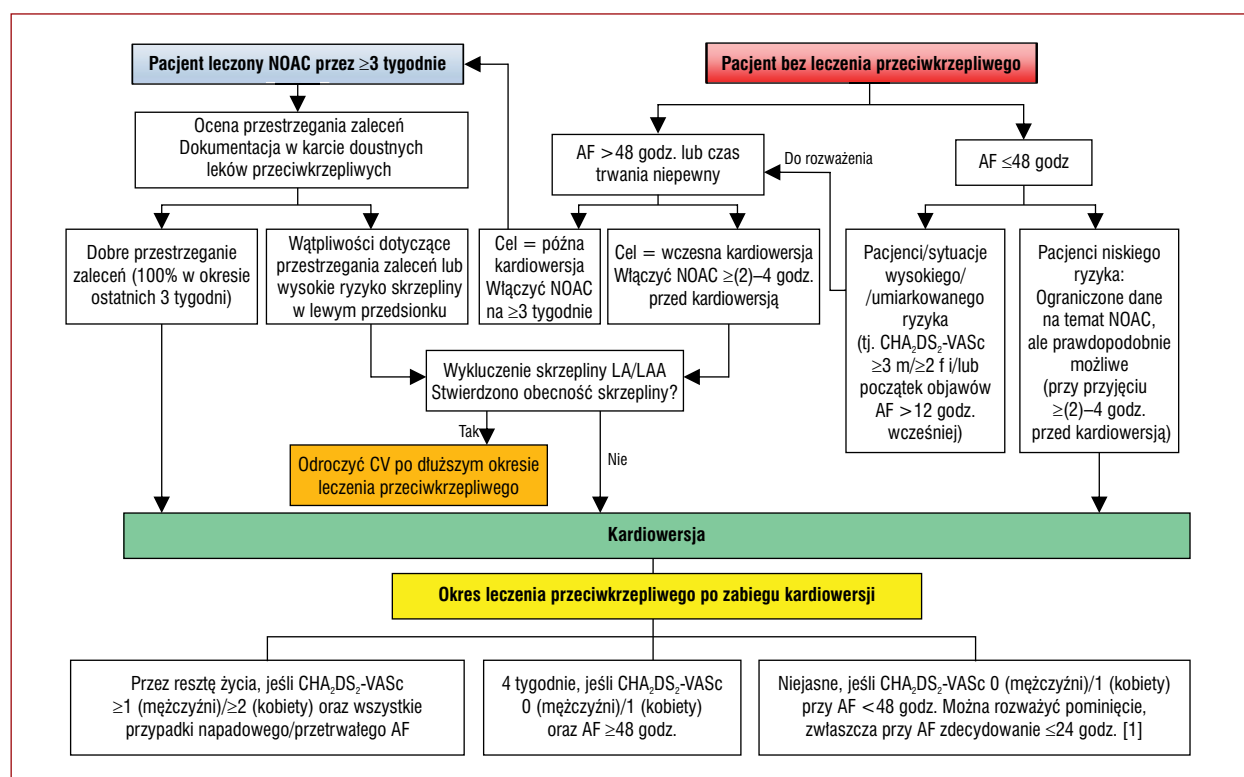 Pacjent leczony NOAC przez ≥3 tygodnie
Pacjent bez leczenia przeciwkrzepliwego
Ocena przestrzegania zaleceń
Dokumentacja w karcie doustnych
leków przeciwkrzepliwych
AF >48 godz. lub czas
trwania niepewny
Do rozważenia
AF ≤48 godz
Dobre przestrzeganie
zaleceń (100% w okresie
ostatnich 3 tygodni)
Wątpliwości dotyczące
przestrzegania zaleceń lub
wysokie ryzyko skrzepliny
w lewym przedsionku
Cel = późna
kardiowersja
Włączyć NOAC
na ≥3 tygodnie
Cel = wczesna kardiowersja
Włączyć NOAC ≥(2)–4 godz.
przed kardiowersją
Pacjenci/sytuacje
wysokiego/
/umiarkowanego
ryzyka
(tj. CHA₂DS₂-VASc
≥3 m/≥2 f i/lub
początek objawów
AF >12 godz.
wcześniej)
Pacjenci niskiego
ryzyka:
Ograniczone dane
na temat NOAC,
ale prawdopodobnie
możliwe
(przy przyjęciu
≥(2)–4 godz.
przed kardiowersją)
Wykluczenie skrzepliny LA/LAA
Stwierdzono obecność skrzepliny?
Tak
Nie
Odroczyć CV po dłuższym okresie
leczenia przeciwkrzepliwego
Kardiowersja
Okres leczenia przeciwkrzepliwego po zabiegu kardiowersji
Przez resztę życia, jeśli CHA₂DS₂-VASc
≥1 (mężczyźni)/≥2 (kobiety) oraz wszystkie
przypadki napadowego/przetrwałego AF
4 tygodnie, jeśli CHA₂DS₂-VASc
0 (mężczyźni)/1 (kobiety)
oraz AF ≥48 godz.
Niejasne, jeśli CHA₂DS₂-VASc 0 (mężczyźni)/1 (kobiety)
przy AF <48 godz. Można rozważyć pominięcie,
zwłaszcza przy AF zdecydowanie ≤24 godz. [1]